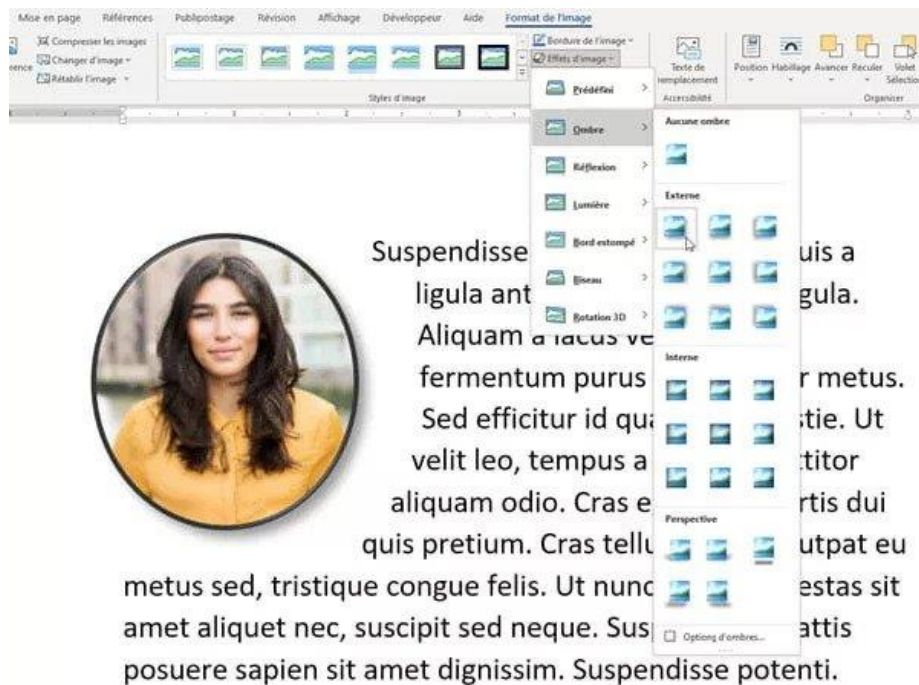 Mise en page Références Publipostage Révision Affichage Développeur Aide Format de l'image
Compresser les images
Changer d'image
Rétablir l'image
rence
Styles d'image
Bordure de l'image
Effets d'image
Texte de
remplacement
Accessibilité
Position Habillage Avancer Reculer Volet
Sélection
Organiser
Prédéfini
Ombre
Réflexion
Lumière
Bord estompé
Biseau
Rotation 3D
Aucune ombre
Externe
Interne
Perspective
Options d'ombres...
Suspendisse uis a
ligula ant gula.
Aliquam a lacus ve
fermentum purus r metus.
Sed efficitur id qua stie. Ut
velit leo, tempus a ttitor
aliquam odio. Cras e rtis dui
quis pretium. Cras tellu utpat eu
metus sed, tristique congue felis. Ut nunc estas sit
amet aliquet nec, suscipit sed neque. Sus attis
posuere sapien sit amet dignissim. Suspendisse potenti.